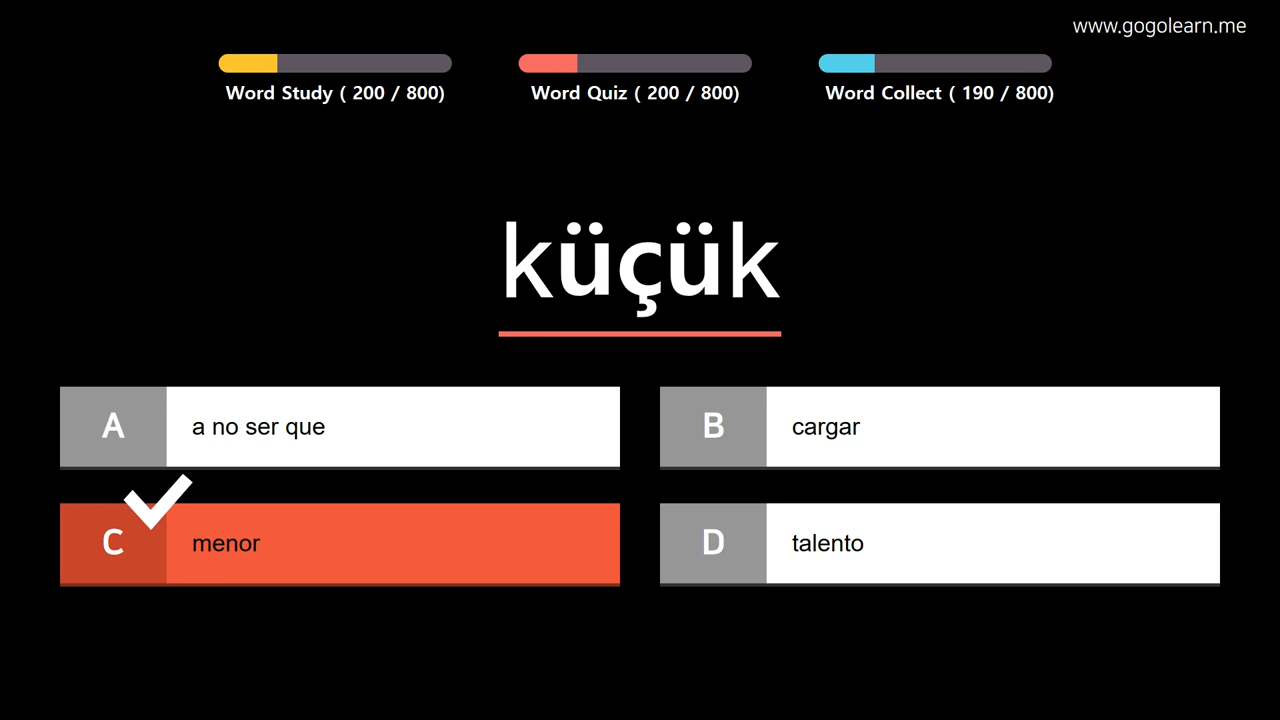 www.gogolearn.me
Word Study ( 200 / 800)
Word Quiz ( 200 / 800)
Word Collect ( 190 / 800)
küçük
A
a no ser que
B
cargar
C
menor
D
talento